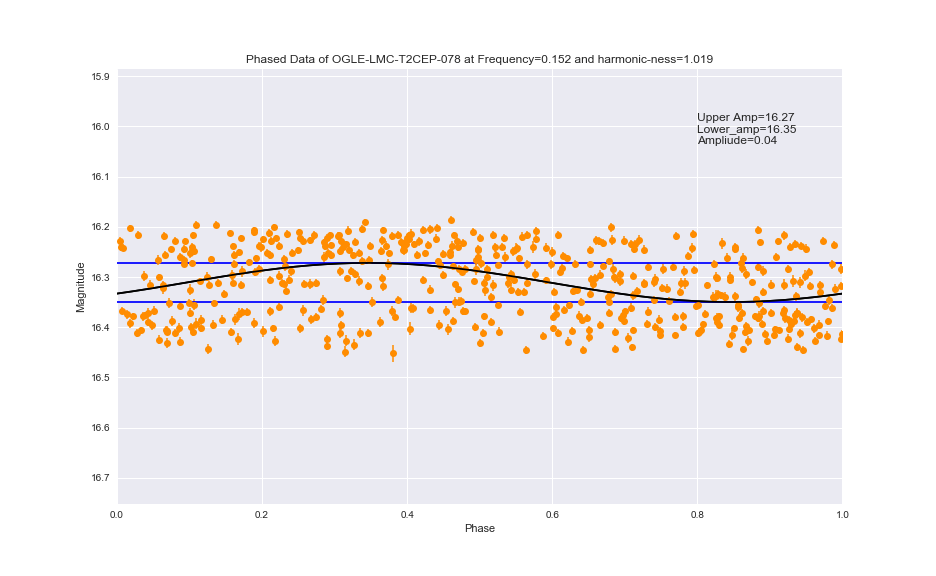 Phased Data of OGLE-LMC-T2CEP-078 at Frequency=0.152 and harmonic-ness=1.019
15.9
16.0
16.1
16.2
16.3
16.4
16.5
16.6
16.7
Magnitude
Upper Amp=16.27
Lower_amp=16.35
Ampliude=0.04
0.0 0.2 0.4 0.6 0.8 1.0
Phase